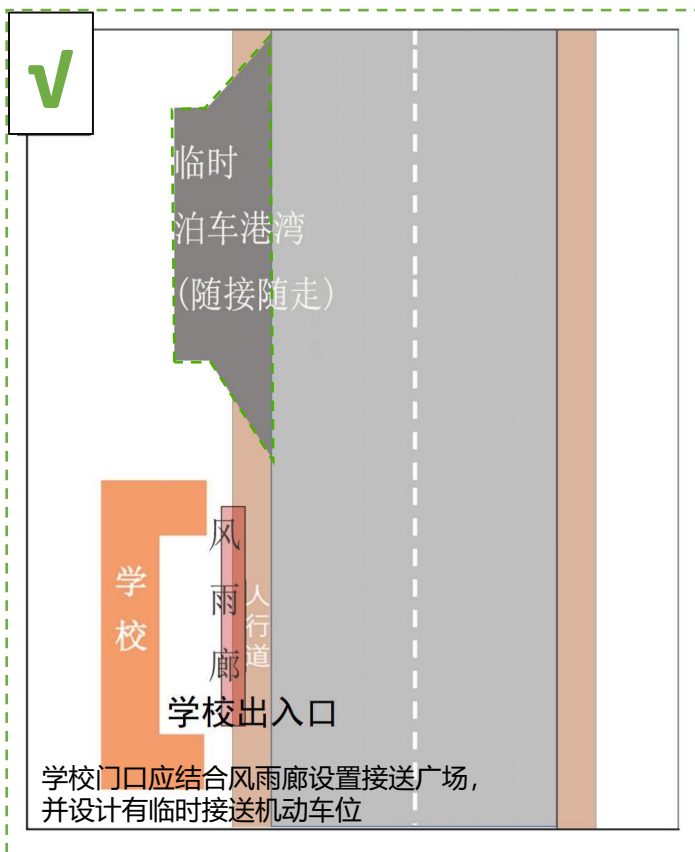 √
临时
泊车港湾
(随接随走)
学校
风雨廊
人行道
学校出入口
学校门口应结合风雨廊设置接送广场，
并设计有临时接送机动车位